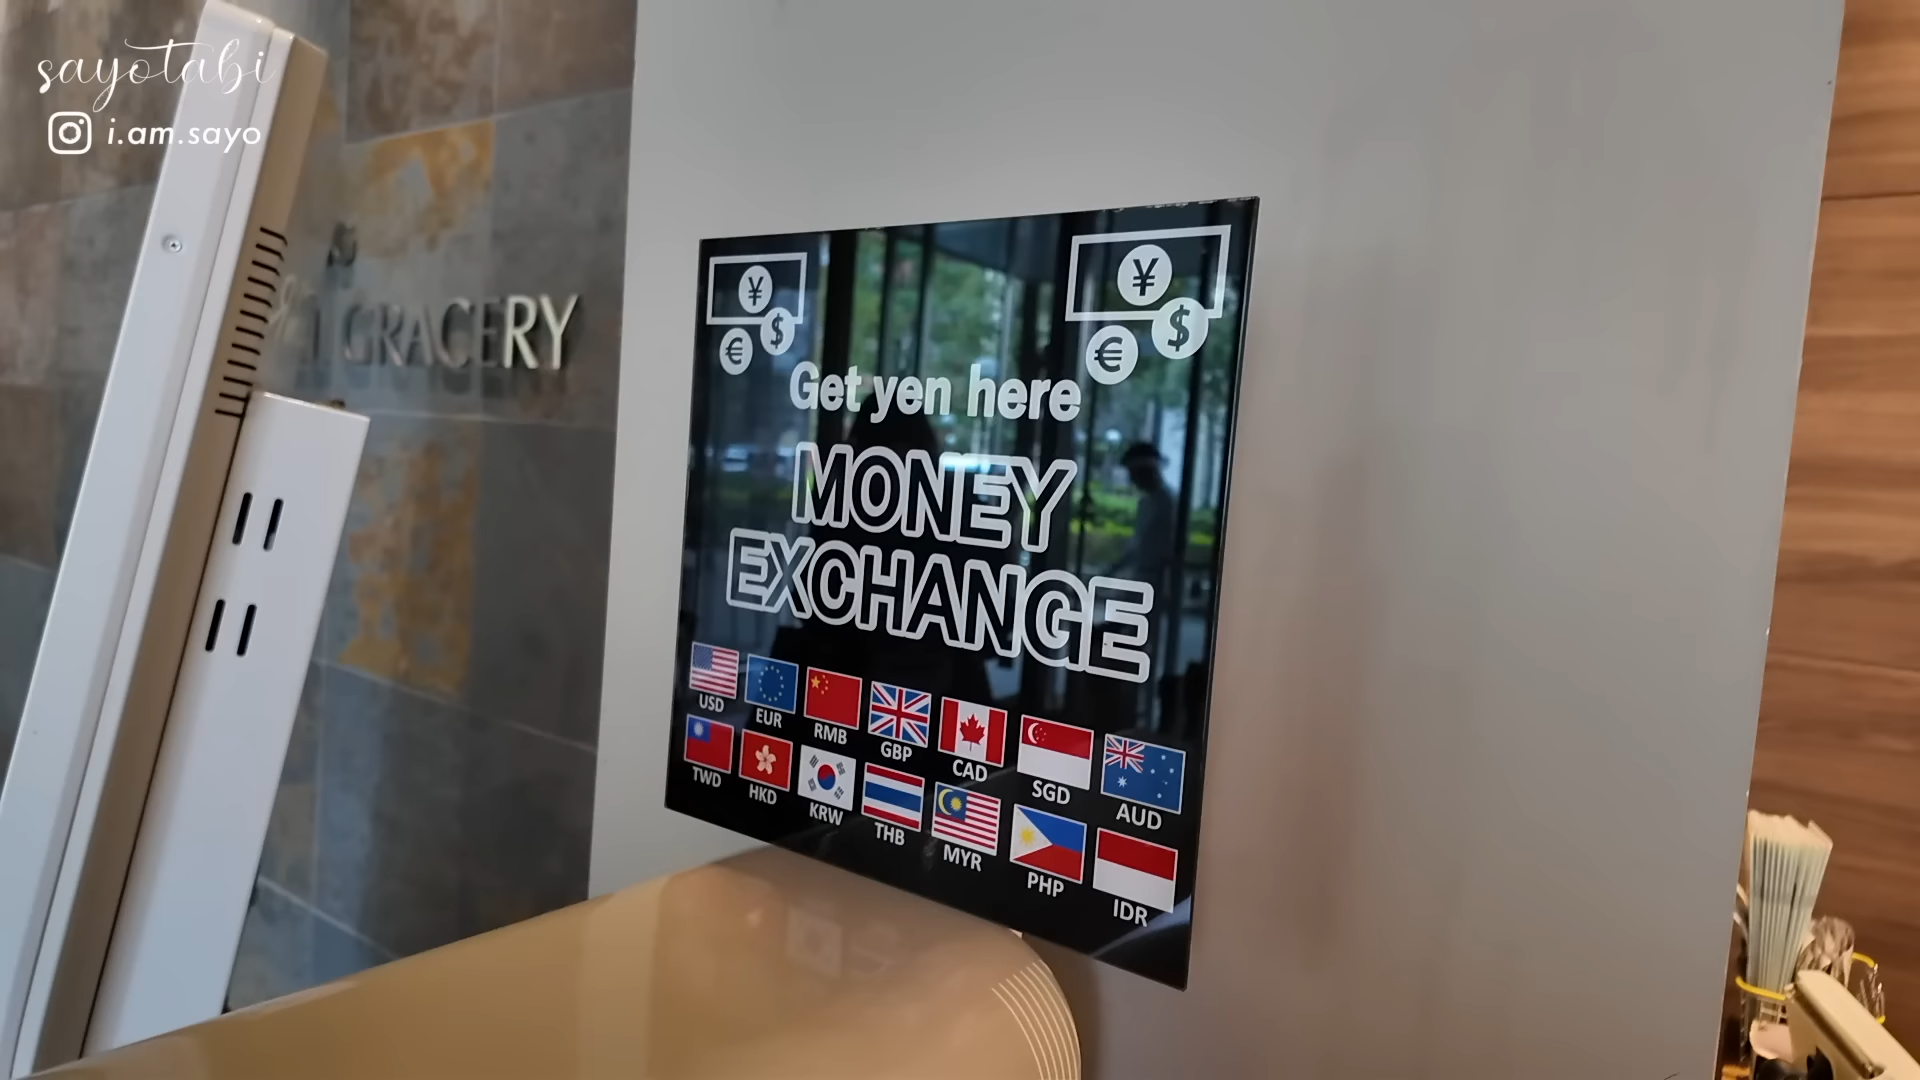 sayotabi
i.am.sayo
GRACERY
¥
$
€
¥
$
€
Get yen here
MONEY
EXCHANGE
USD EUR RMB GBP CAD SGD AUD
TWD HKD KRW THB MYR PHP IDR